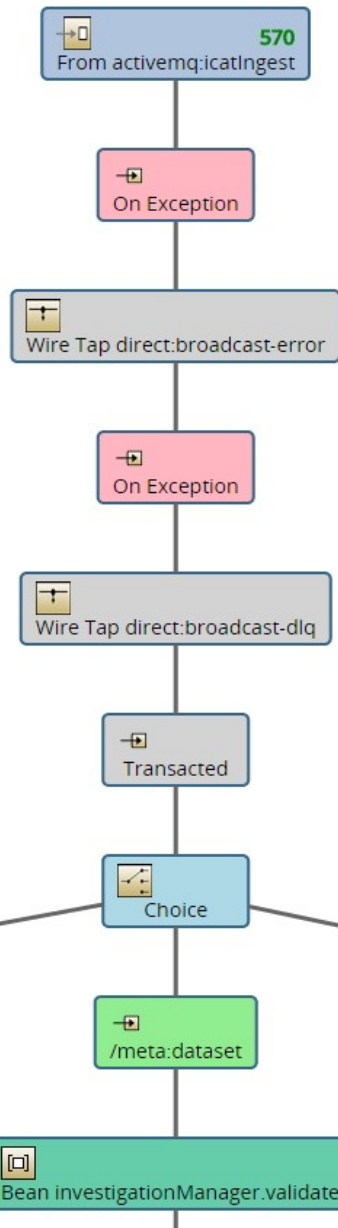 570
From activemq:icatIngest
On Exception
Wire Tap direct:broadcast-error
On Exception
Wire Tap direct:broadcast-dlq
Transacted
Choice
/meta:dataset
Bean investigationManager.validate